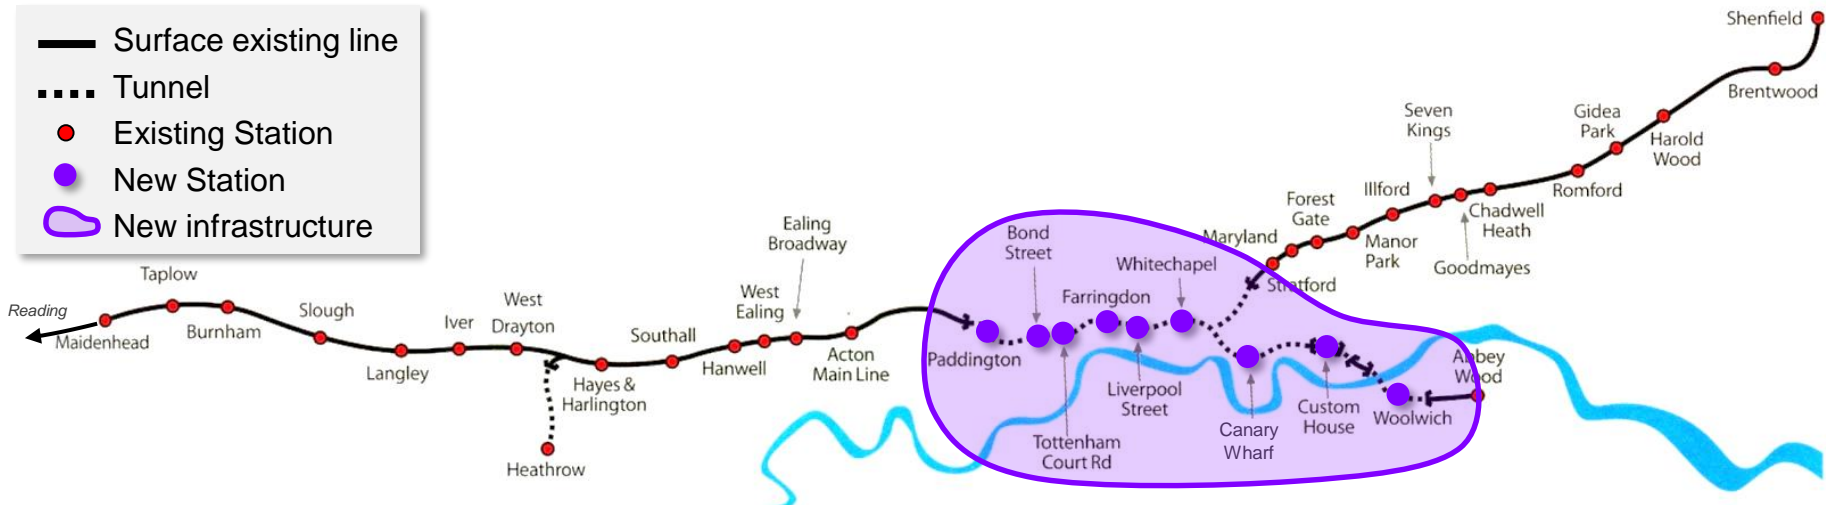 Surface existing line
Tunnel
Existing Station
New Station
New infrastructure
Reading
Maidenhead
Taplow
Burnham
Slough
Langley
Iver
West
Drayton
Heathrow
Hayes &
Harlington
Southall
Hanwell
West
Ealing
Ealing
Broadway
Acton
Main Line
Paddington
Bond
Street
Tottenham
Court Rd
Farringdon
Liverpool
Street
Whitechapel
Canary
Wharf
Custom
House
Woolwich
Abbey
Wood
Stratford
Maryland
Forest
Gate
Manor
Park
Illford
Seven
Kings
Goodmayes
Chadwell
Heath
Romford
Gidea
Park
Harold
Wood
Brentwood
Shenfield